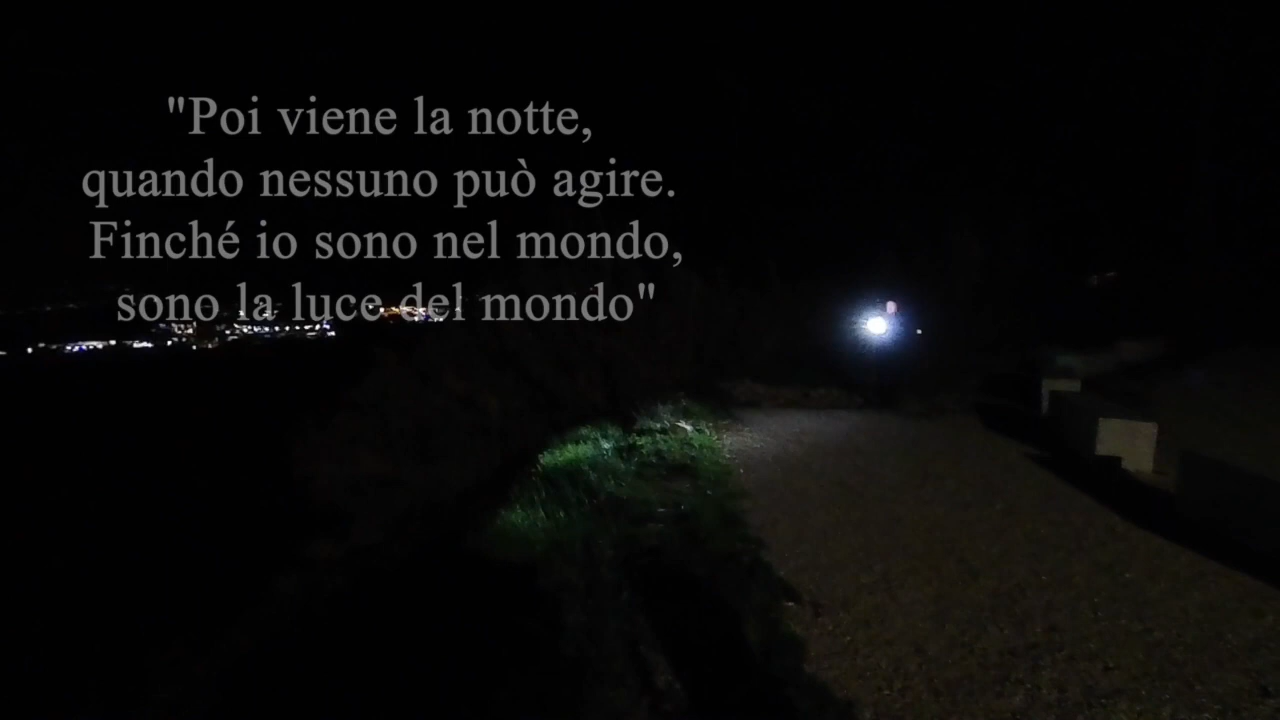 "Poi viene la notte,
quando nessuno può agire.
Finché io sono nel mondo,
sono la luce del mondo"